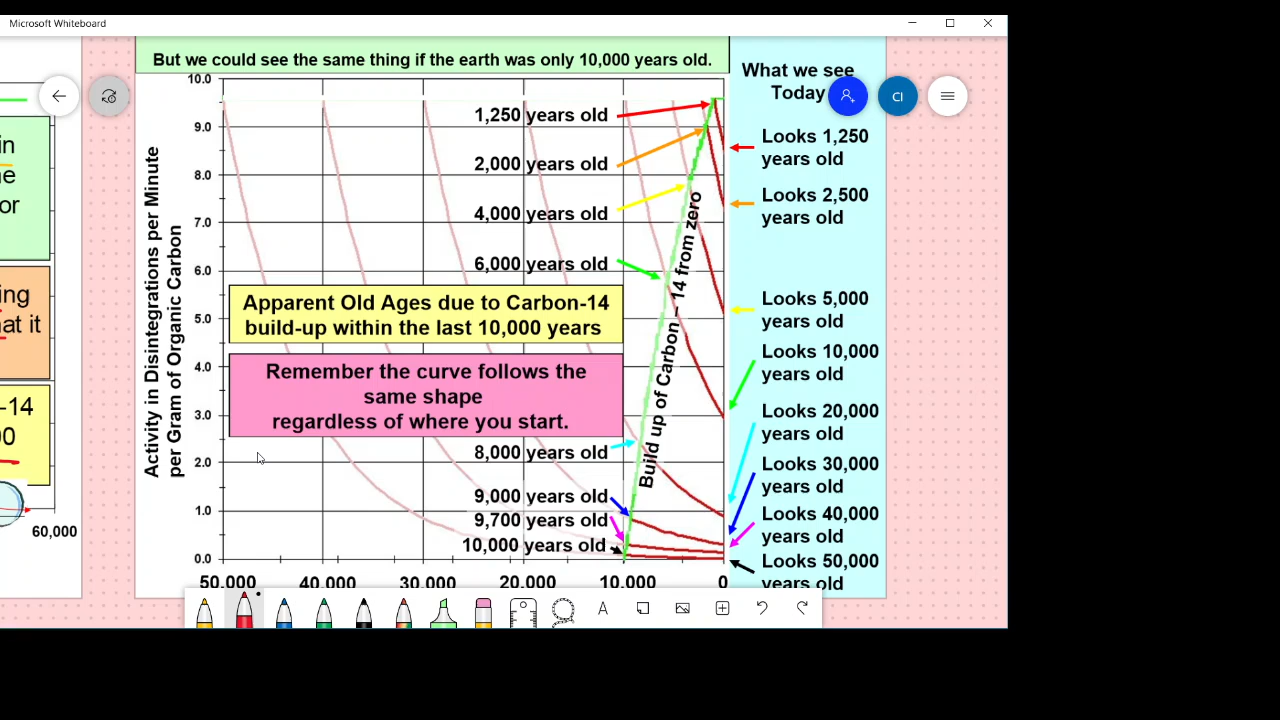 Microsoft Whiteboard
But we could see the same thing if the earth was only 10,000 years old.
What we see
Today
CI
in
or
ing
at it
-14
00
60,000
Activity in Disintegrations per Minute
per Gram of Organic Carbon
10.0
9.0
8.0
7.0
6.0
5.0
4.0
3.0
2.0
1.0
0.0
1,250 years old
2,000 years old
4,000 years old
6,000 years old
Apparent Old Ages due to Carbon-14
build-up within the last 10,000 years
Remember the curve follows the
same shape
regardless of where you start.
8,000 years old
9,000 years old
9,700 years old
10,000 years old
Build up of Carbon – 14 from zero
50,000 40,000 30,000 20,000 10,000 0
Looks 1,250
years old
Looks 2,500
years old
Looks 5,000
years old
Looks 10,000
years old
Looks 20,000
years old
Looks 30,000
years old
Looks 40,000
years old
Looks 50,000
years old